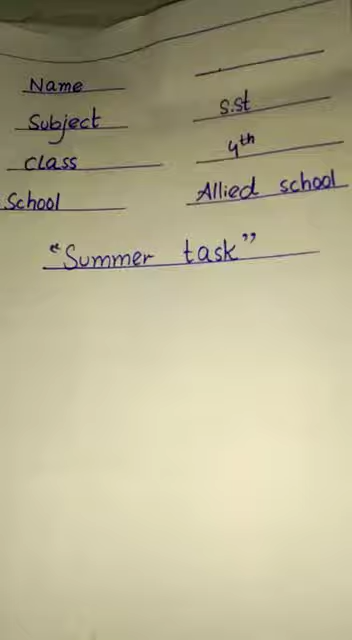 Name
Subject s.st
Class 4th
School Allied school
"Summer task"